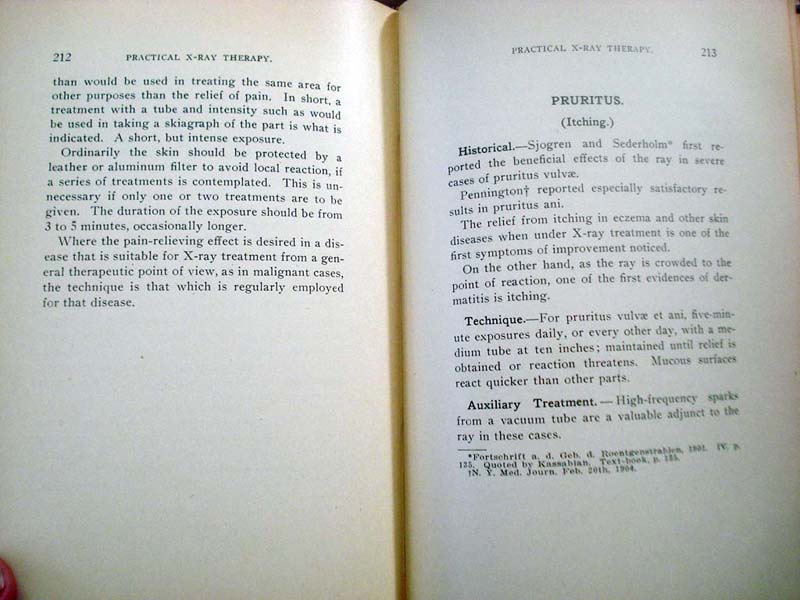 212 PRACTICAL X-RAY THERAPY.
than would be used in treating the same area for
other purposes than the relief of pain. In short, a
treatment with a tube and intensity such as would
be used in taking a skiagraph of the part is what is
indicated. A short, but intense exposure.
Ordinarily the skin should be protected by a
leather or aluminum filter to avoid local reaction, if
a series of treatments is contemplated. This is un-
necessary if only one or two treatments are to be
given. The duration of the exposure should be from
3 to 5 minutes, occasionally longer.
Where the pain-relieving effect is desired in a dis-
ease that is suitable for X-ray treatment from a gen-
eral therapeutic point of view, as in malignant cases,
the technique is that which is regularly employed
for that disease.
PRACTICAL X-RAY THERAPY. 213
PRURITUS.
(Itching.)
Historical.—Sjogren and Sederholm* first re-
ported the beneficial effects of the ray in severe
cases of pruritus vulvæ.
Pennington† reported especially satisfactory re-
sults in pruritus ani.
The relief from itching in eczema and other skin
diseases when under X-ray treatment is one of the
first symptoms of improvement noticed.
On the other hand, as the ray is crowded to the
point of reaction, one of the first evidences of der-
matitis is itching.
Technique.—For pruritus vulvæ et ani, five-min-
ute exposures daily, or every other day, with a me-
dium tube at ten inches; maintained until relief is
obtained or reaction threatens. Mucous surfaces
react quicker than other parts.
Auxiliary Treatment.—High-frequency sparks
from a vacuum tube are a valuable adjunct to the
ray in these cases.
*Fortschrift a. d. Geb. d. Roentgenstrahlen, 1901. IV. p.
135. Quoted by Kassabian. Text-book, p. 135.
†N. Y. Med. Journ. Feb. 20th, 1904.